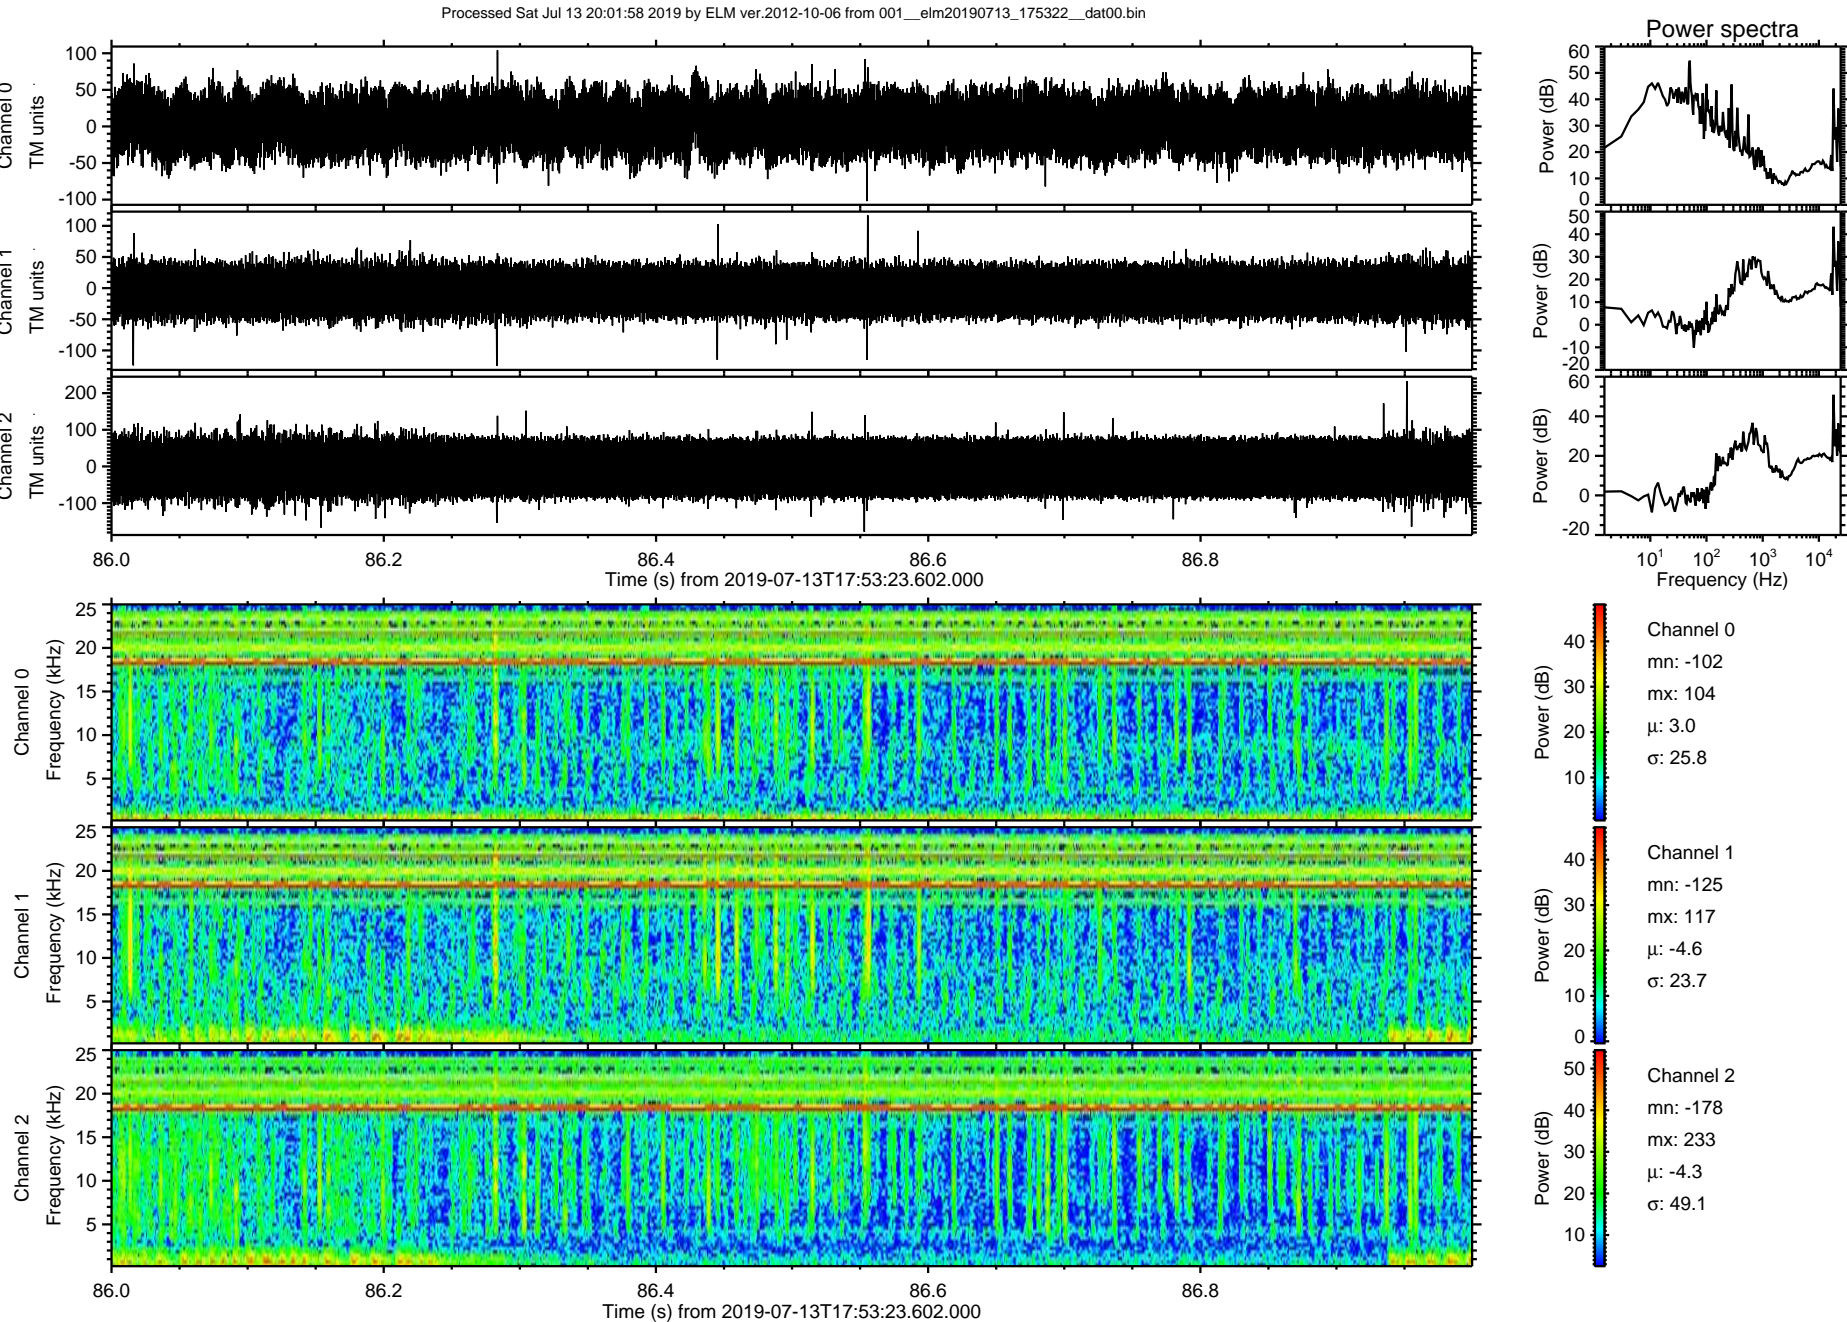 Processed Sat Jul 13 20:01:58 2019 by ELM ver.2012-10-06 from 001__elm20190713_175322__dat00.bin
Power spectra
Channel 0
TM units
100
50
0
-50
-100
Power (dB)
60
50
40
30
20
10
0
Channel 1
TM units
100
50
0
-50
-100
Power (dB)
50
40
30
20
10
0
-10
-20
Channel 2
TM units
200
100
0
-100
Power (dB)
60
40
20
0
-20
86.0 86.2 86.4 86.6 86.8
Time (s) from 2019-07-13T17:53:23.602.000
10^1 10^2 10^3 10^4
Frequency (Hz)
Channel 0
Frequency (kHz)
25
20
15
10
5
Power (dB)
40
30
20
10
Channel 0
mn: -102
mx: 104
μ: 3.0
σ: 25.8
Channel 1
Frequency (kHz)
25
20
15
10
5
Power (dB)
40
30
20
10
0
Channel 1
mn: -125
mx: 117
μ: -4.6
σ: 23.7
Channel 2
Frequency (kHz)
25
20
15
10
5
Power (dB)
50
40
30
20
10
Channel 2
mn: -178
mx: 233
μ: -4.3
σ: 49.1
86.0 86.2 86.4 86.6 86.8
Time (s) from 2019-07-13T17:53:23.602.000